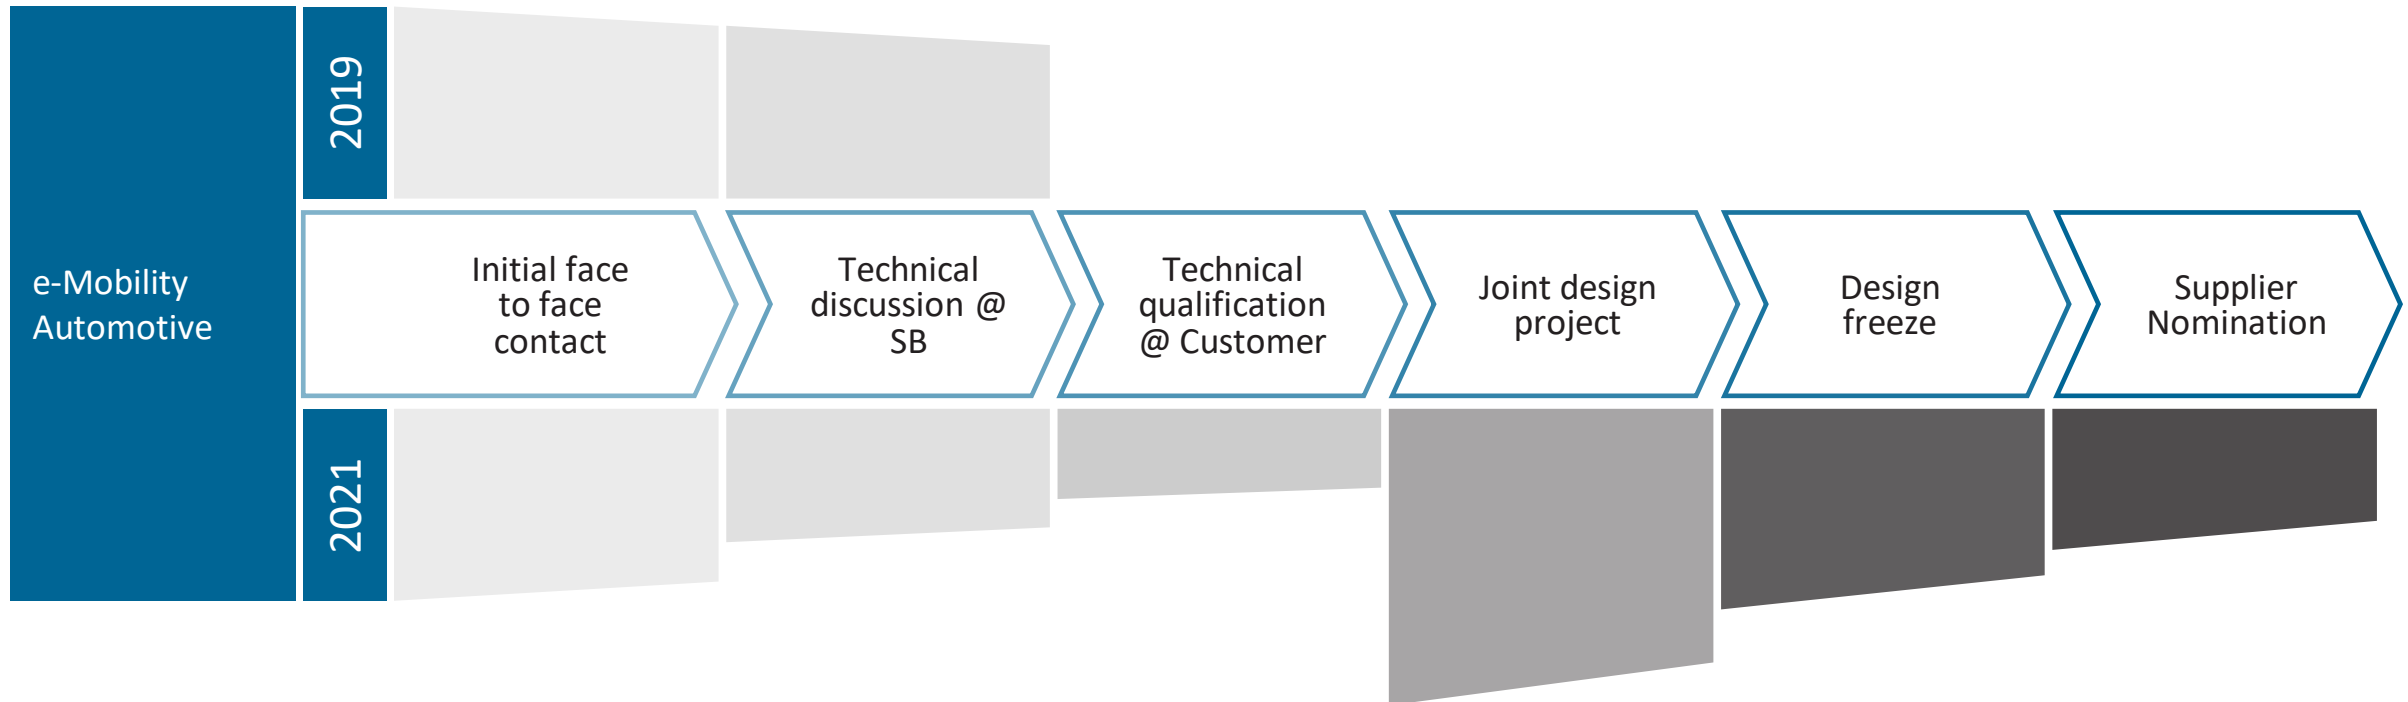 e-Mobility
Automotive
2019
Initial face
to face
contact
Technical
discussion @
SB
Technical
qualification
@ Customer
Joint design
project
Design
freeze
Supplier
Nomination
2021